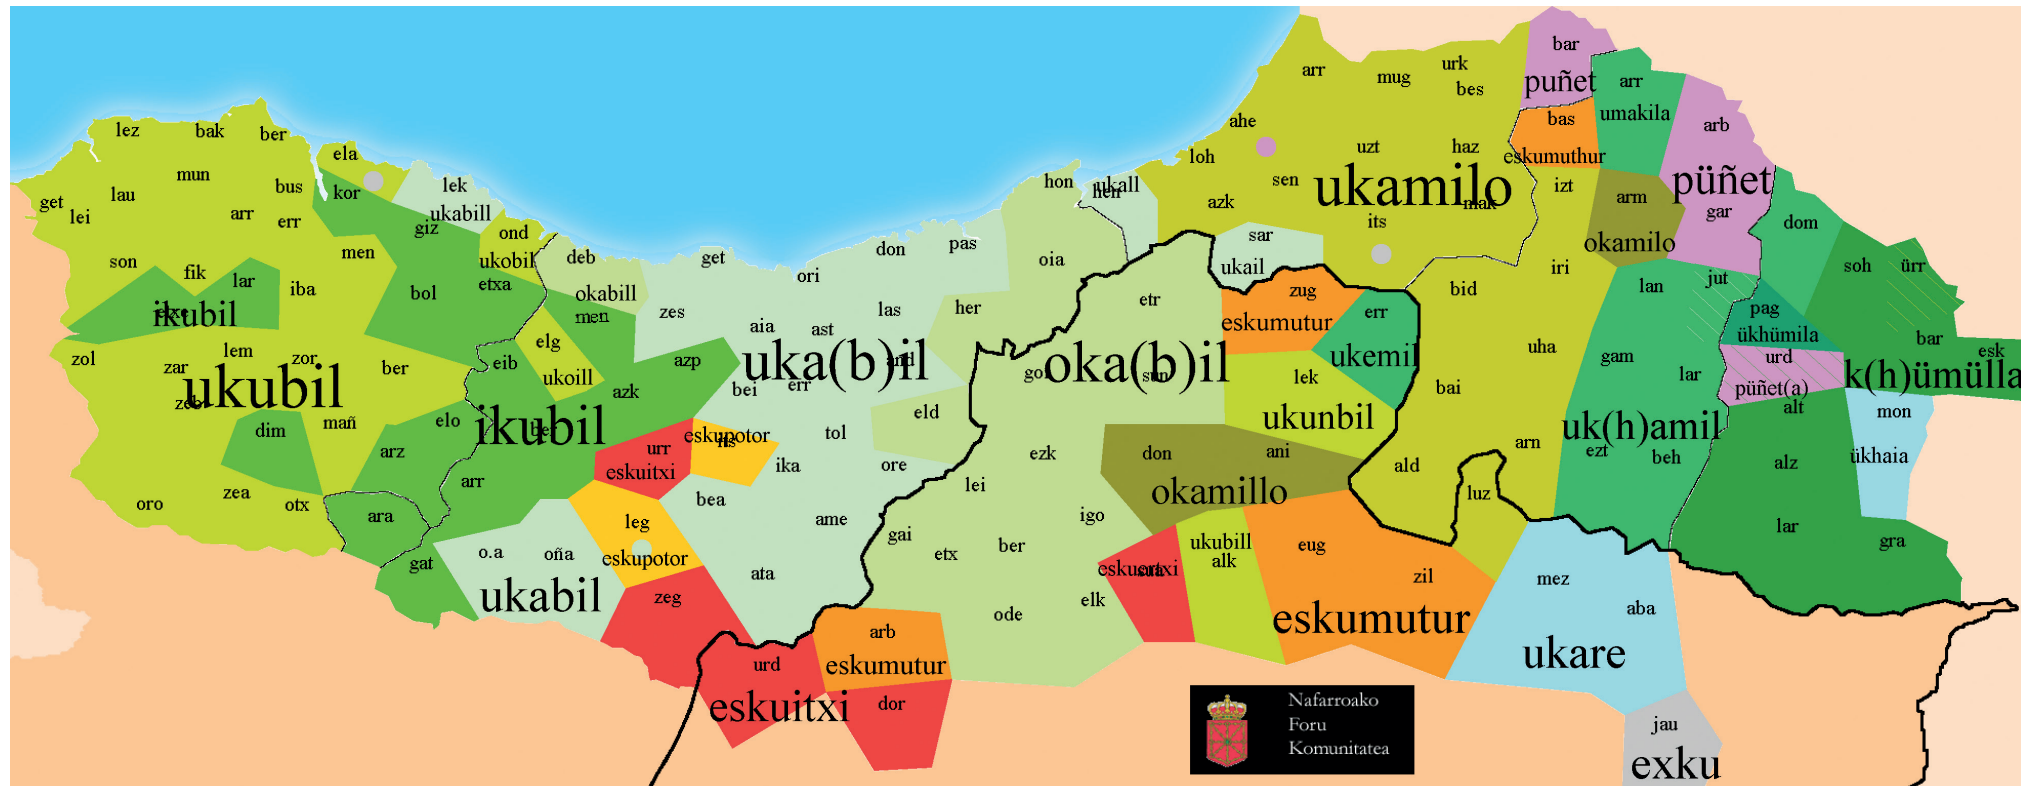 bar
urk
arr
mug
puñet
arr
bes
umakila
bas
arb
ahe
lez
bak
ber
eskumuthur
uzt
haz
ela
loh
mun
sen
ukamilo
püñet
hon
ukall
izt
lau
bus
kor
lek
arm
get
lei
arr
err
ukabill
azk
mak
gar
giz
its
dom
ond
sar
okamilo
men
don
pas
son
fik
lar
ukobil
deb
get
oia
ukail
iri
soh
ürr
iba
bol
etxa
okabill
ori
etr
zug
bid
lan
jut
ikubil
men
zes
las
her
eskumutur
err
pag
aia
ast
ükhümila
zol
lem
zor
elg
ukemil
uha
bar
esk
zar
ber
eib
azp
uka(b)il
oka(b)il
gam
urd
ukubil
ukoill
bei
err
lek
bai
lar
püñet(a)
k(h)ümülla
azk
eld
ukunbil
alt
mon
dim
mañ
elo
ikubil
eskupotor
tol
uk(h)amil
arz
urr
eskuitxi
ika
ore
ezk
don
ani
arn
ezt
beh
alz
ükhaia
arr
bea
lei
okamillo
ald
luz
zea
oro
otx
ara
leg
ame
igo
lar
gat
o.a
oña
eskupotor
gai
etx
ber
ukubill
alk
eug
gra
ata
zil
mez
ukabil
zeg
ode
elk
eskumutur
aba
arb
ukare
urd
eskumutur
eskuitxi
dor
Nafarroako
Foru
Komunitatea
jau
exku